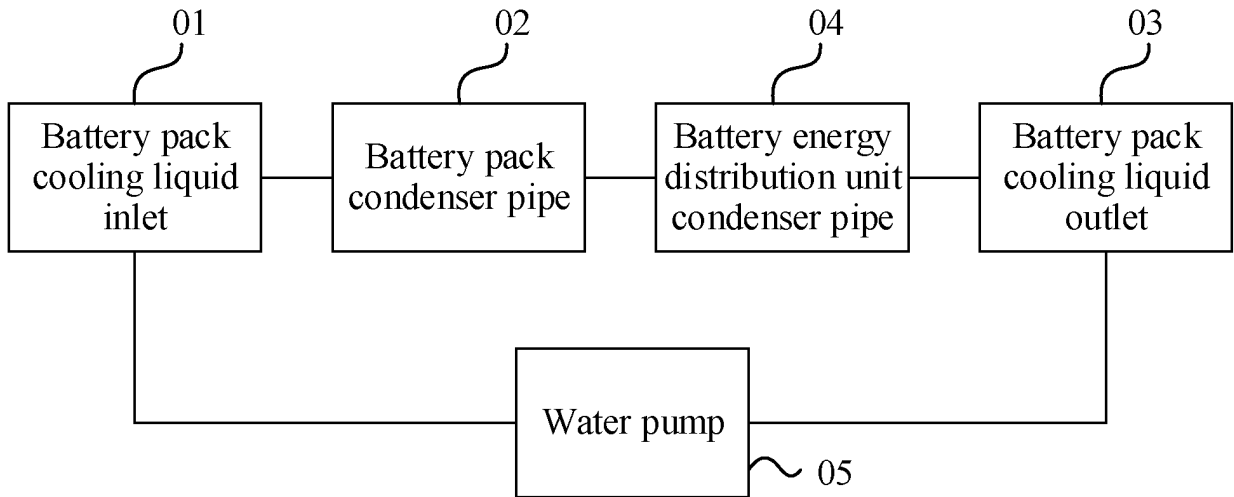 01
02
04
03
Battery pack
cooling liquid
inlet
Battery pack
condenser pipe
Battery energy
distribution unit
condenser pipe
Battery pack
cooling liquid
outlet
Water pump
05